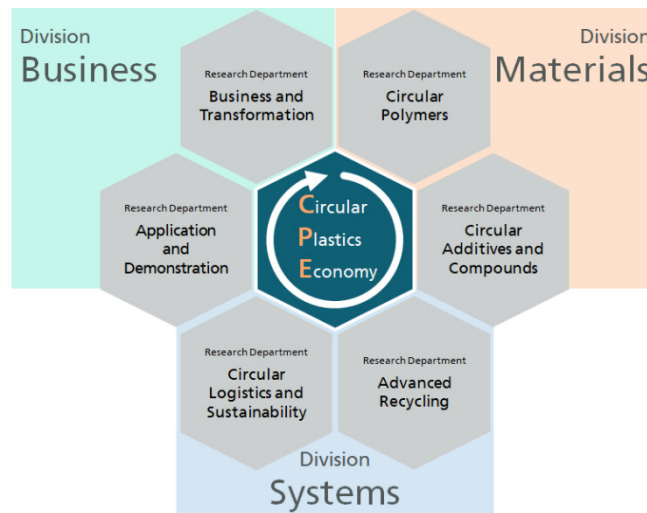 Division
Business
Division
Materials
Research Department
Business and
Transformation
Research Department
Circular
Polymers
Research Department
Application
and
Demonstration
Circular
Plastics
Economy
Research Department
Circular
Additives and
Compounds
Research Department
Circular
Logistics and
Sustainability
Research Department
Advanced
Recycling
Division
Systems